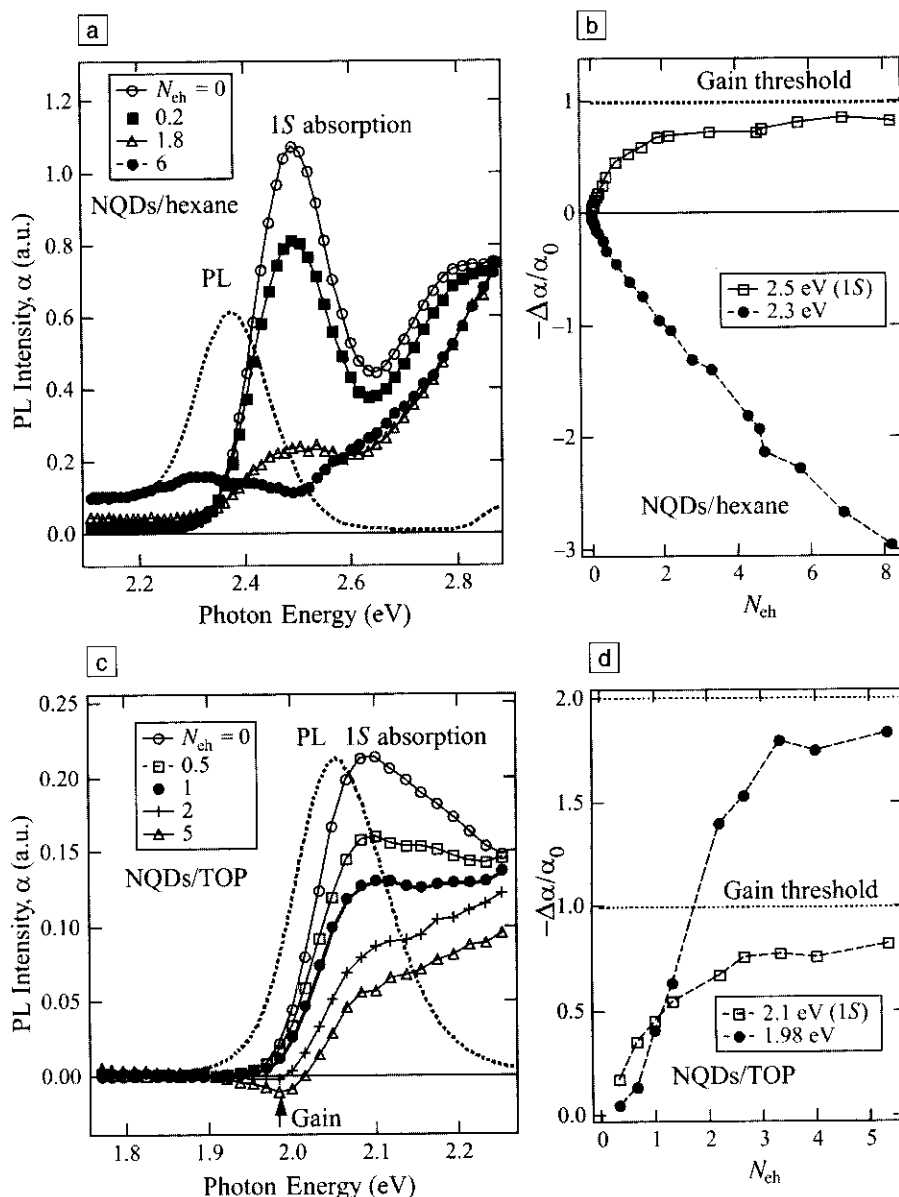 a
N_eh = 0
0.2
1.8
6
1S absorption
NQDs/hexane
PL
PL Intensity, α (a.u.)
1.2
1.0
0.8
0.6
0.4
0.2
0.0
2.2
2.4
2.6
2.8
Photon Energy (eV)
b
Gain threshold
1
0
−1
−2
−3
−Δα/α₀
2.5 eV (1S)
2.3 eV
NQDs/hexane
0
2
4
6
8
N_eh
c
N_eh = 0
0.5
1
2
5
PL 1S absorption
NQDs/TOP
Gain
PL Intensity, α (a.u.)
0.25
0.20
0.15
0.10
0.05
0.00
1.8
1.9
2.0
2.1
2.2
Photon Energy (eV)
d
2.0
1.5
1.0
0.5
0.0
−Δα/α₀
Gain threshold
2.1 eV (1S)
1.98 eV
NQDs/TOP
0
1
2
3
4
5
N_eh